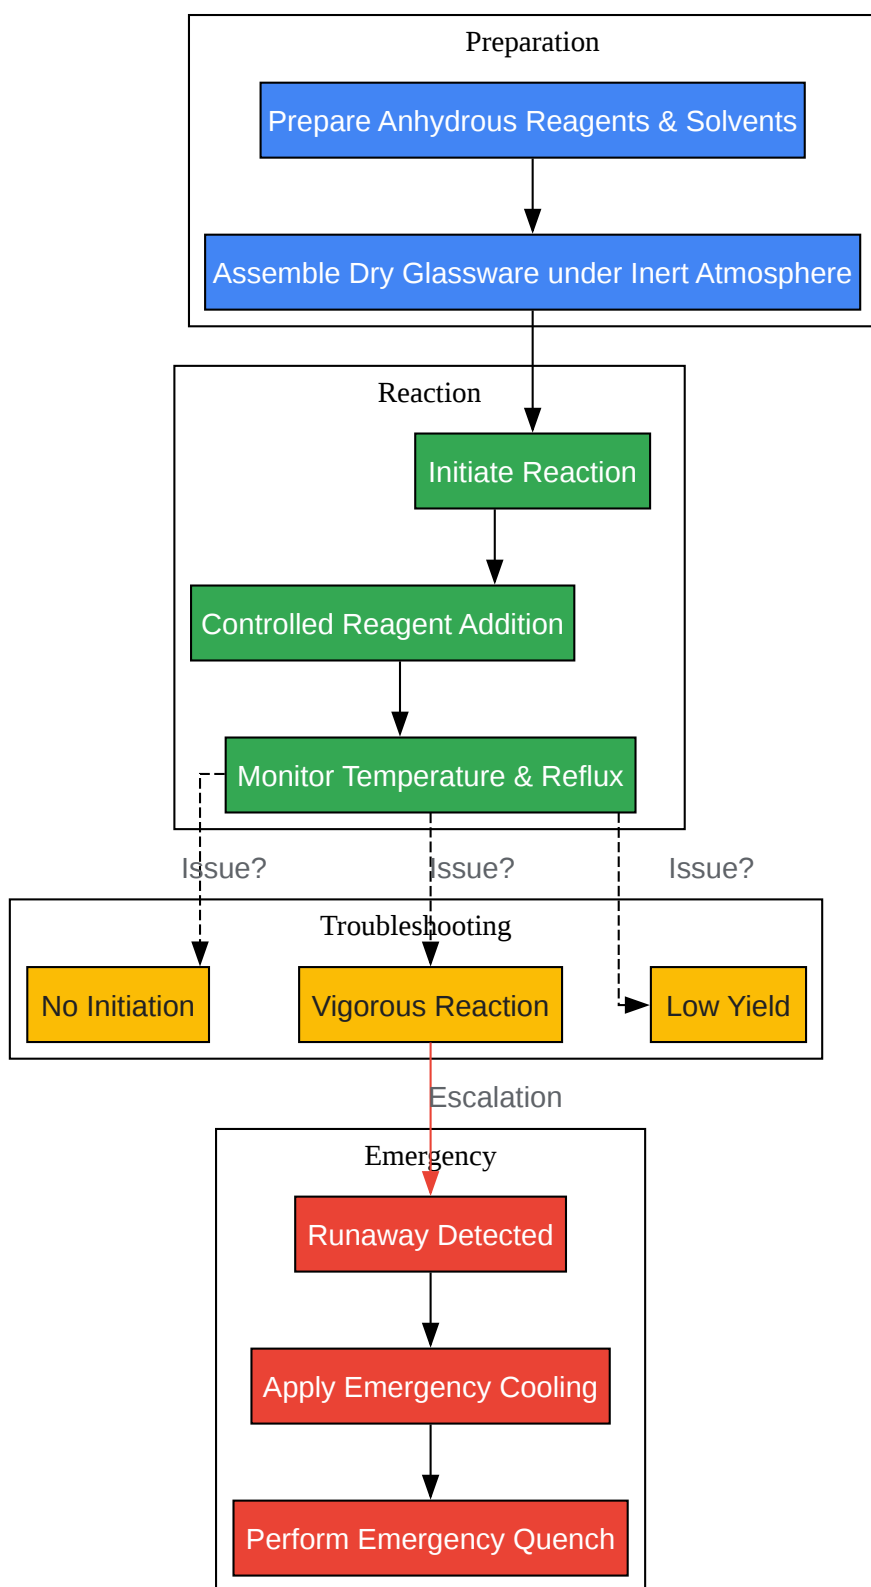 Preparation
Prepare Anhydrous Reagents & Solvents
Assemble Dry Glassware under Inert Atmosphere
Reaction
Initiate Reaction
Controlled Reagent Addition
Monitor Temperature & Reflux
Issue?
Issue?
Issue?
Troubleshooting
No Initiation
Vigorous Reaction
Low Yield
Escalation
Emergency
Runaway Detected
Apply Emergency Cooling
Perform Emergency Quench